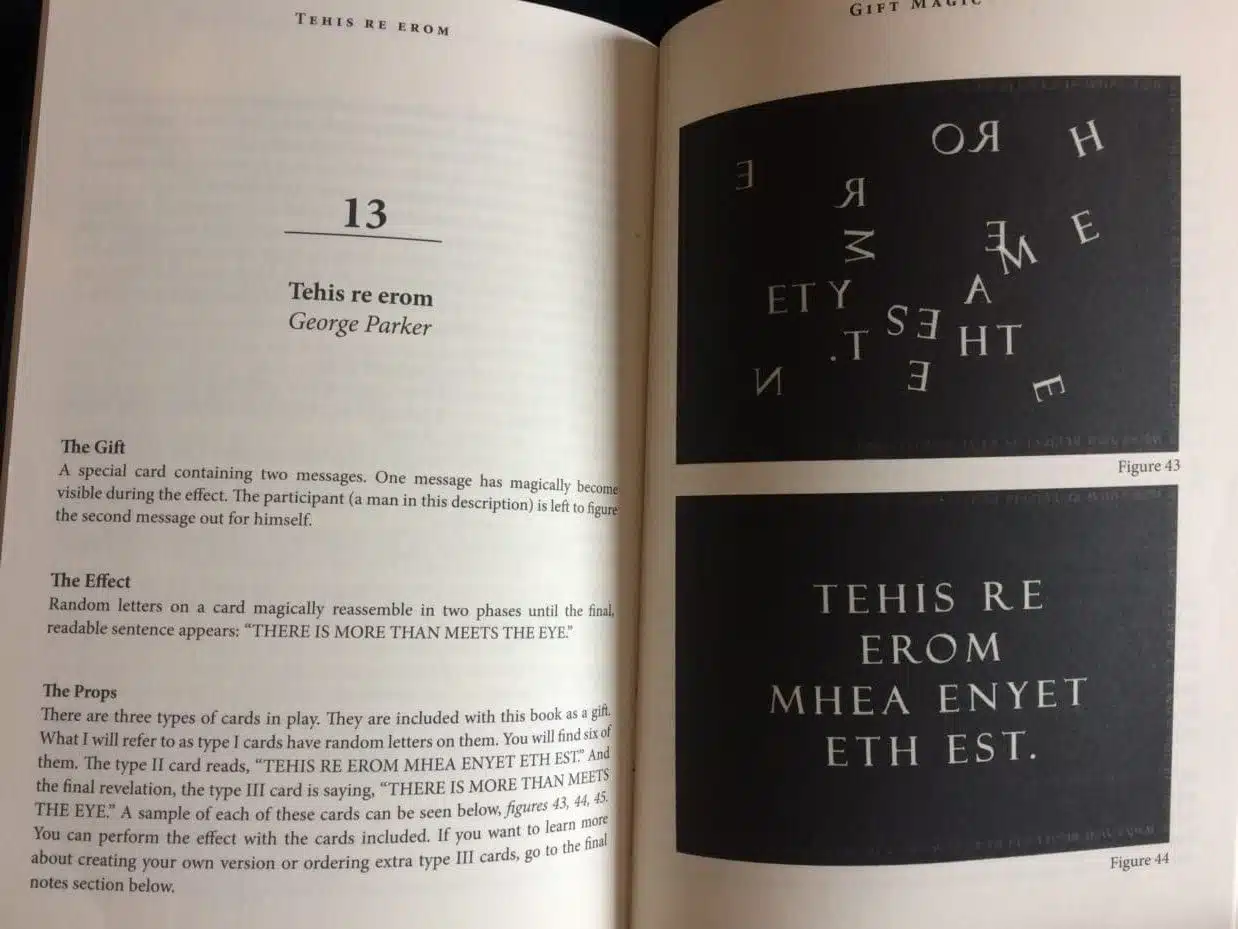 TEHIS RE EROM
13
Tehis re erom
George Parker
The Gift
A special card containing two messages. One message has magically become
visible during the effect. The participant (a man in this description) is left to figure
the second message out for himself.
The Effect
Random letters on a card magically reassemble in two phases until the final,
readable sentence appears: “THERE IS MORE THAN MEETS THE EYE.”
The Props
There are three types of cards in play. They are included with this book as a gift.
What I will refer to as type I cards have random letters on them. You will find six of
them. The type II card reads, “TEHIS RE EROM MHEA ENYET ETH EST.” And
the final revelation, the type III card is saying, “THERE IS MORE THAN MEETS
THE EYE.” A sample of each of these cards can be seen below, figures 43, 44, 45.
You can perform the effect with the cards included. If you want to learn more
about creating your own version or ordering extra type III cards, go to the final
notes section below.
GIFT MAGIC
RO H
E
R
E E
M M
ETY A
SE
.T HT
N E E
Figure 43
TEHIS RE
EROM
MHEA ENYET
ETH EST.
Figure 44